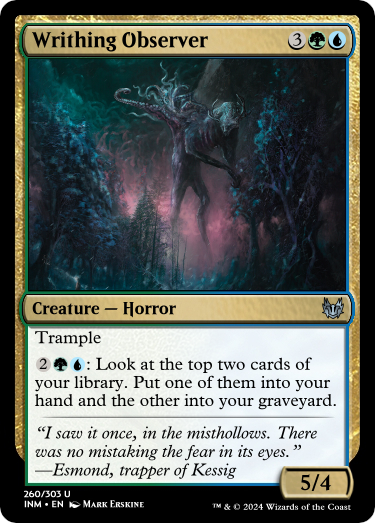 Writhing Observer 3
Creature — Horror
Trample
2: Look at the top two cards of
your library. Put one of them into your
hand and the other into your graveyard.
“I saw it once, in the misthollows. There
was no mistaking the fear in its eyes.”
—Esmond, trapper of Kessig
5/4
260/303 U
INM • EN Mark Erskine
™ & © 2024 Wizards of the Coast